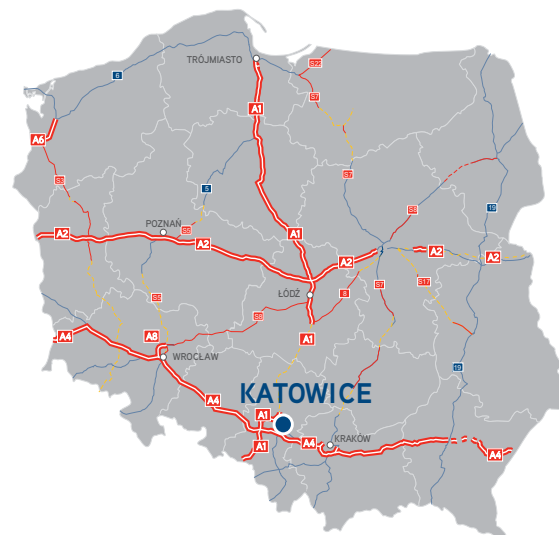 6
TRÓJMIASTO
S22
S7
A1
A6
S3
5
S7
S8
19
POZNAŃ
S5
A2
A2
A1
A2
A2
A2
ŁÓDŹ
S5
S8
8
S7
S17
A4
A8
A1
WROCŁAW
19
A4
KATOWICE
A1
A4
KRAKÓW
A1
A4